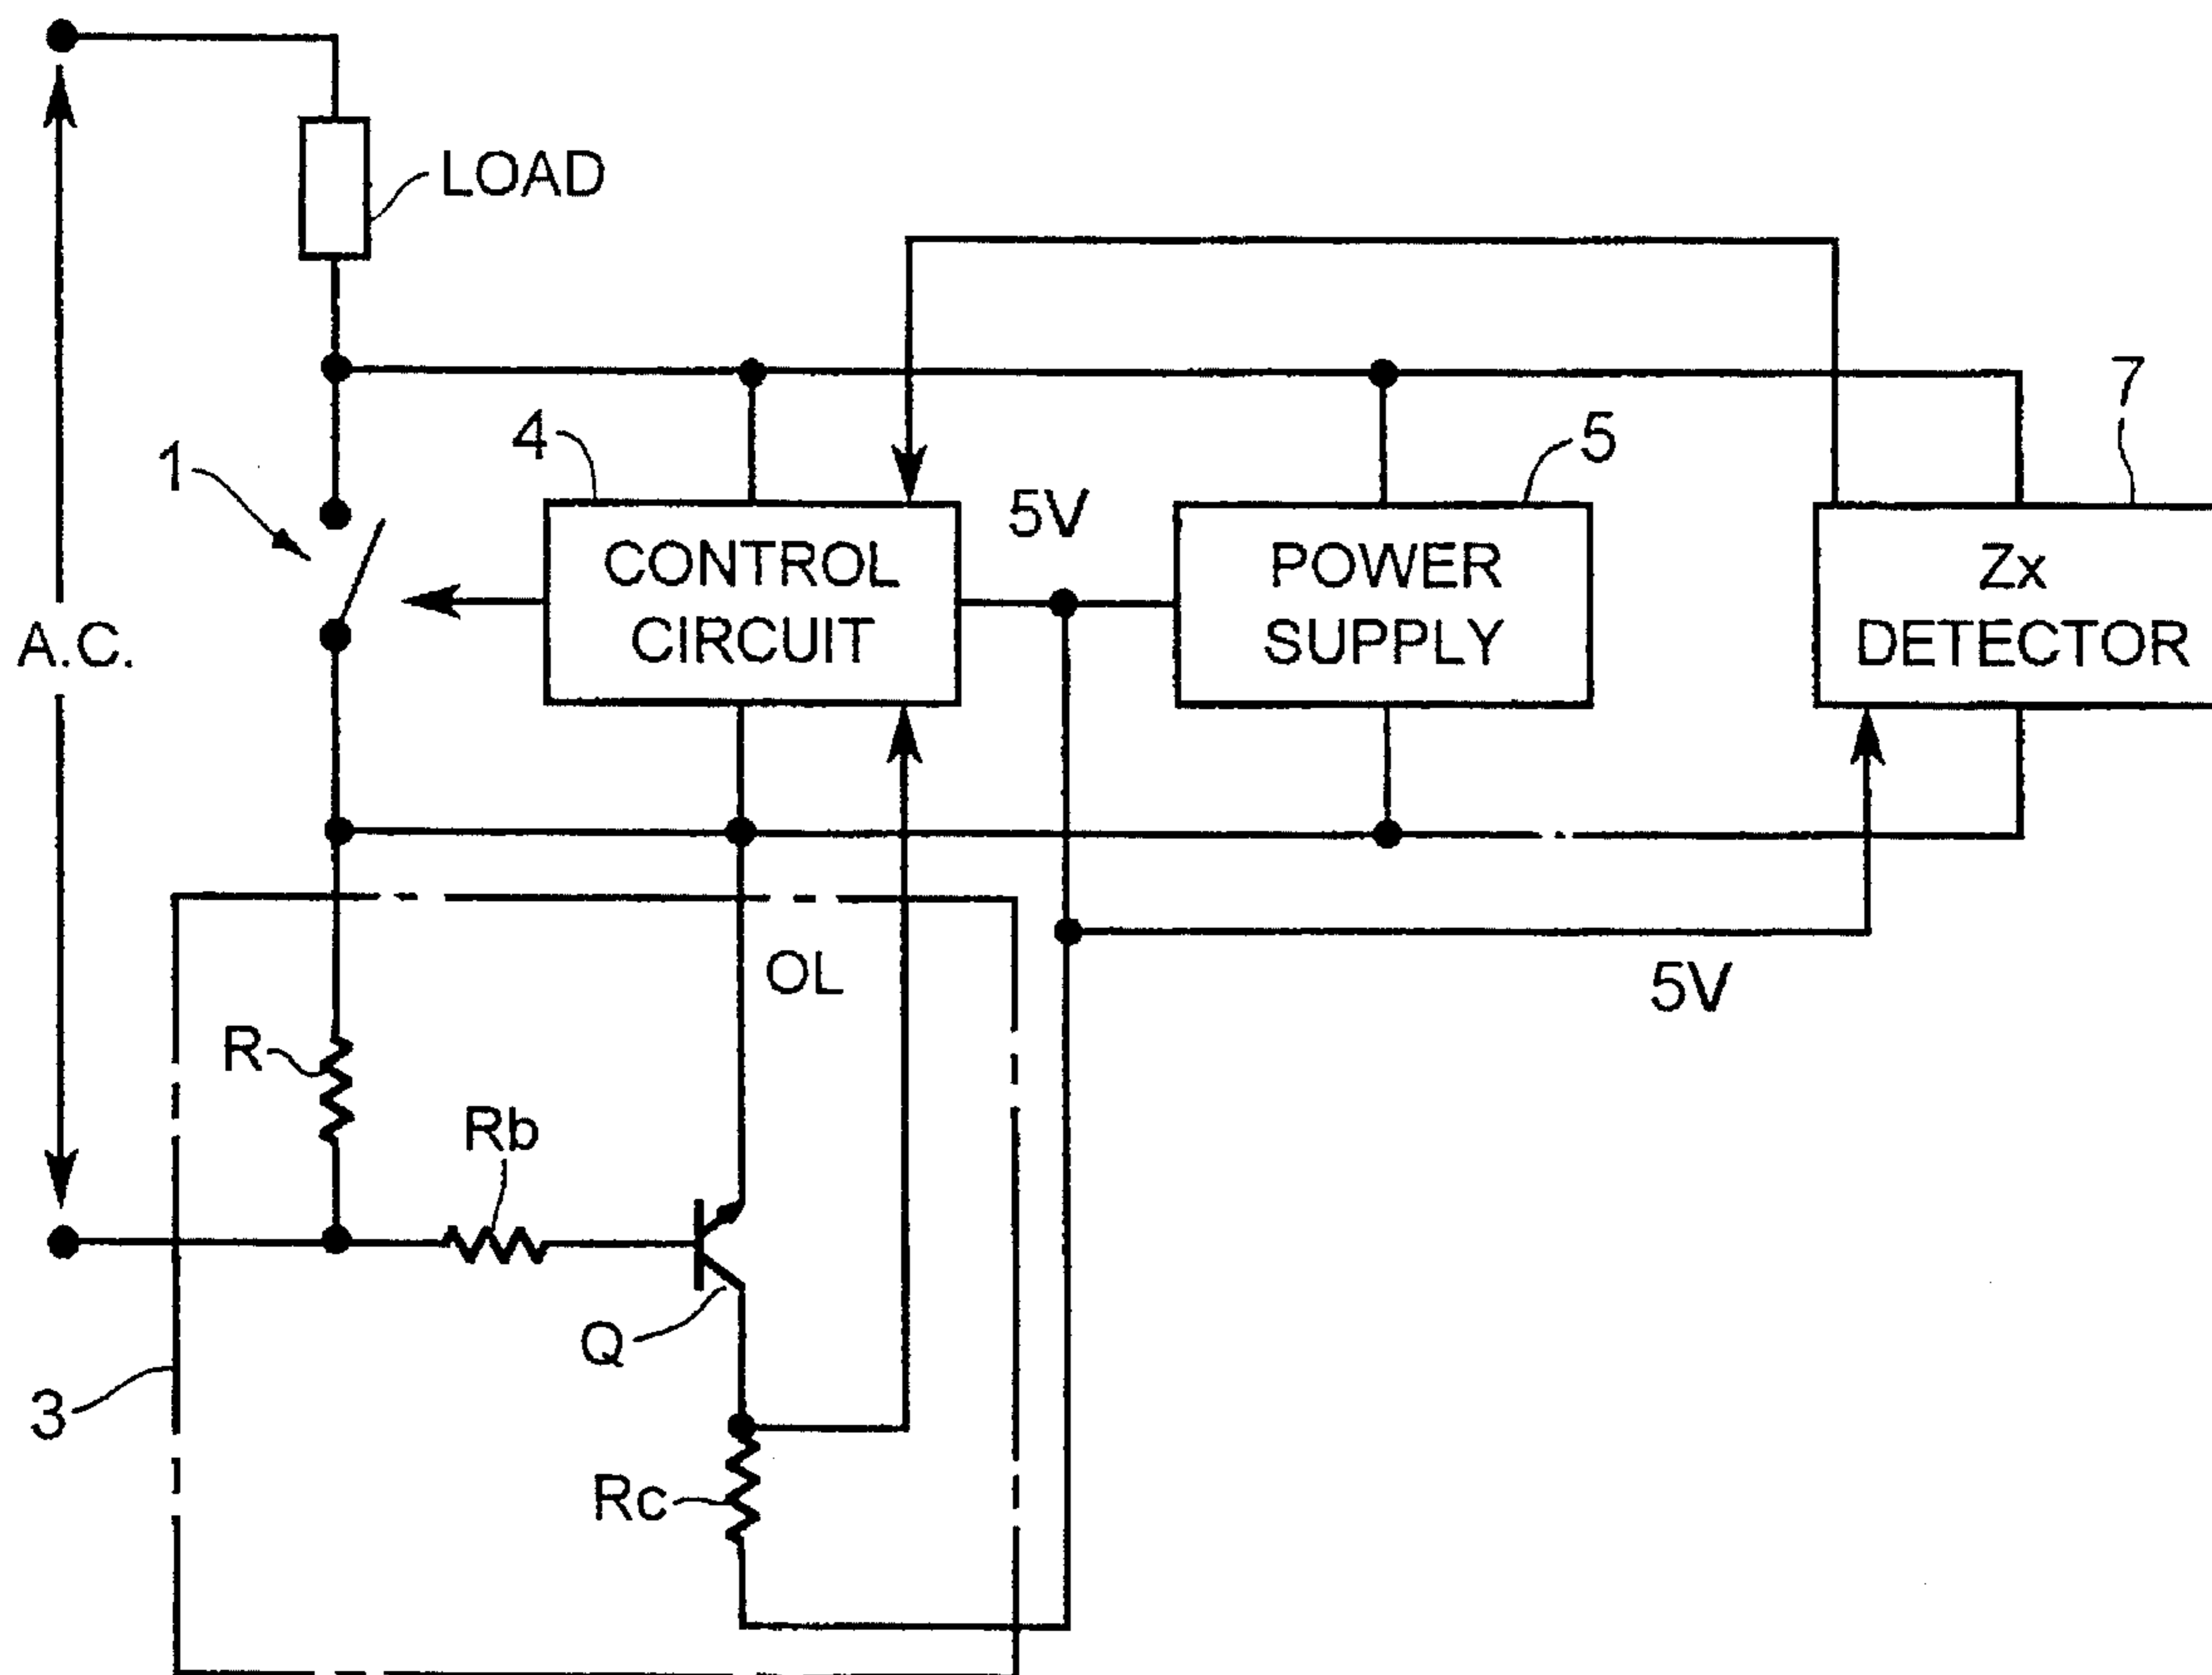 LOAD
7
4
5
1
5V
CONTROL
CIRCUIT
POWER
SUPPLY
Zx
DETECTOR
A.C.
OL
5V
R
Rb
Q
3
Rc